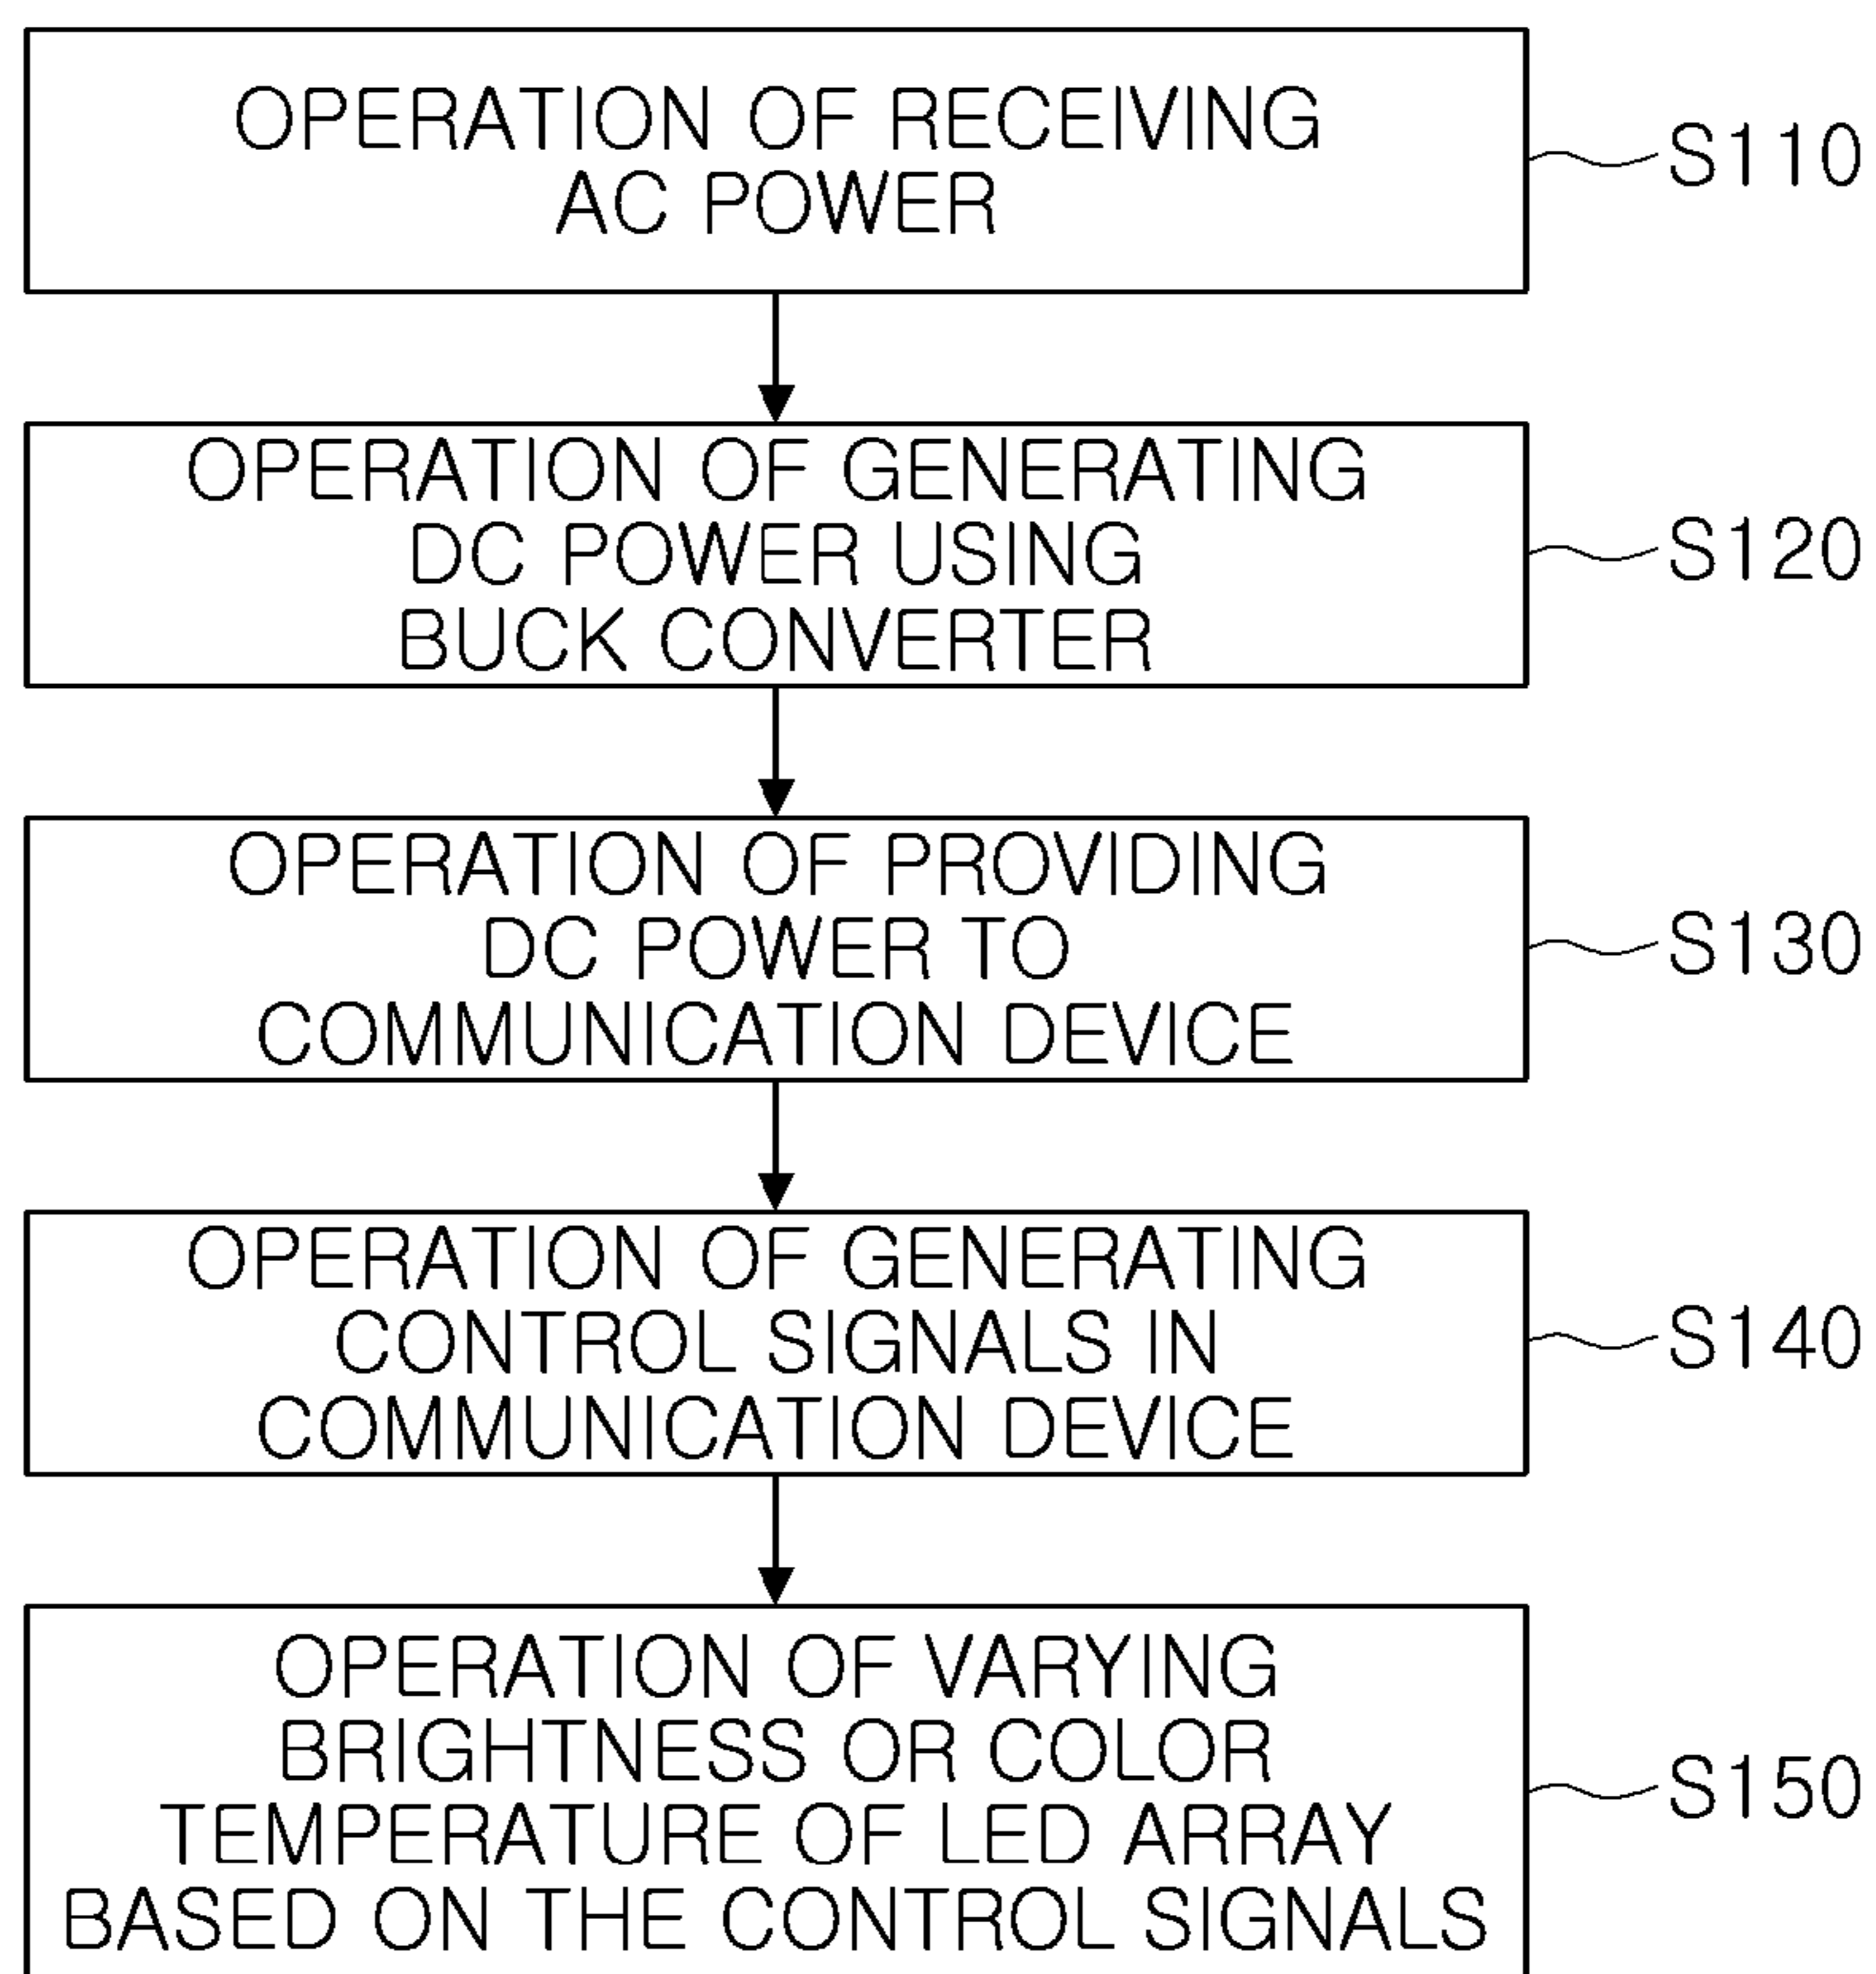 OPERATION OF RECEIVING
AC POWER
S110
OPERATION OF GENERATING
DC POWER USING
BUCK CONVERTER
S120
OPERATION OF PROVIDING
DC POWER TO
COMMUNICATION DEVICE
S130
OPERATION OF GENERATING
CONTROL SIGNALS IN
COMMUNICATION DEVICE
S140
OPERATION OF VARYING
BRIGHTNESS OR COLOR
TEMPERATURE OF LED ARRAY
BASED ON THE CONTROL SIGNALS
S150